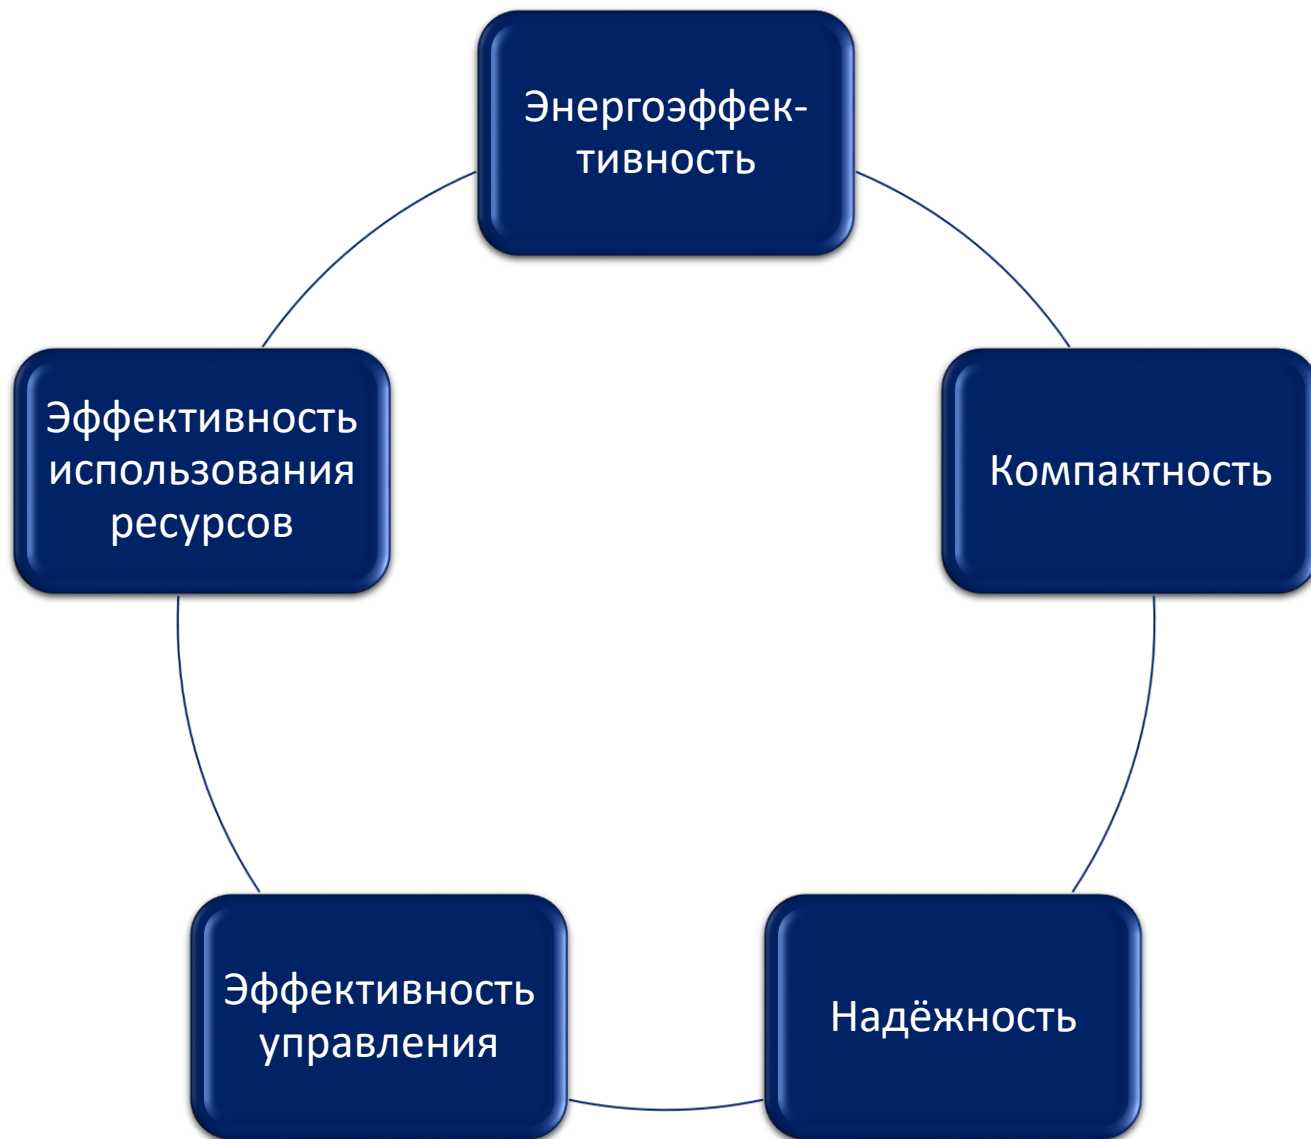 Энергоэффек-
тивность
Компактность
Надёжность
Эффективность
управления
Эффективность
использования
ресурсов